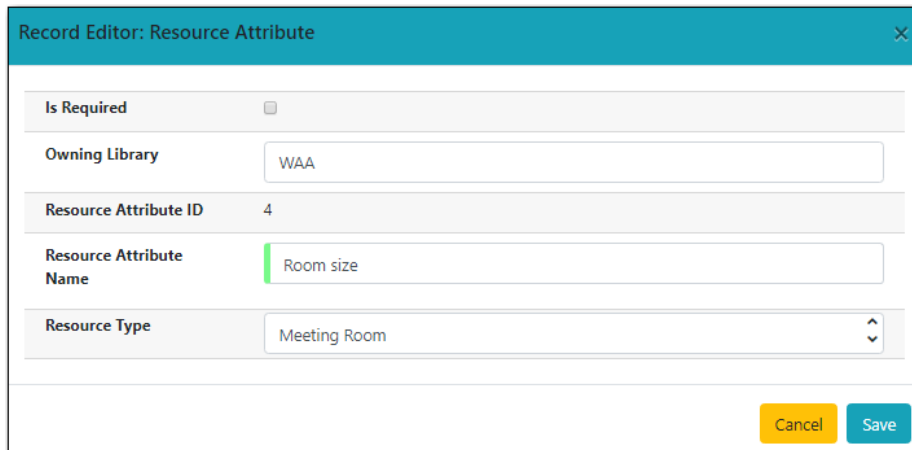 Record Editor: Resource Attribute
Is Required
Owning Library
WAA
Resource Attribute ID
4
Resource Attribute
Name
Room size
Resource Type
Meeting Room
Cancel
Save